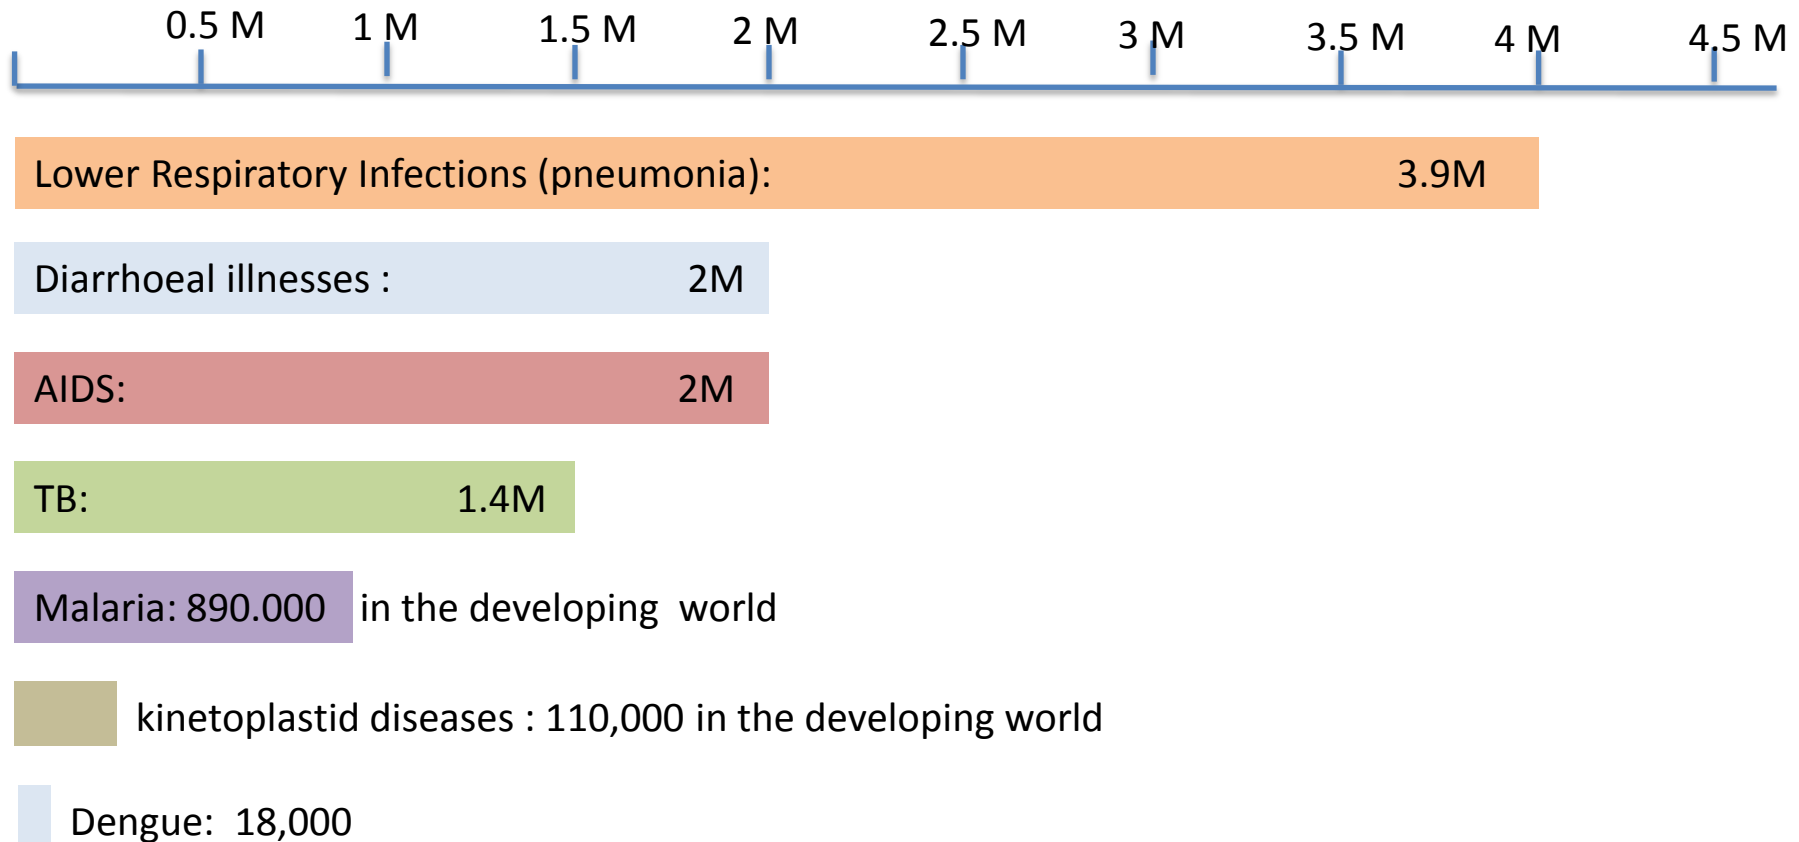 0.5 M 1 M 1.5 M 2 M 2.5 M 3 M 3.5 M 4 M 4.5 M
Lower Respiratory Infections (pneumonia): 3.9M
Diarrhoeal illnesses : 2M
AIDS: 2M
TB: 1.4M
Malaria: 890.000 in the developing world
kinetoplastid diseases : 110,000 in the developing world
Dengue: 18,000